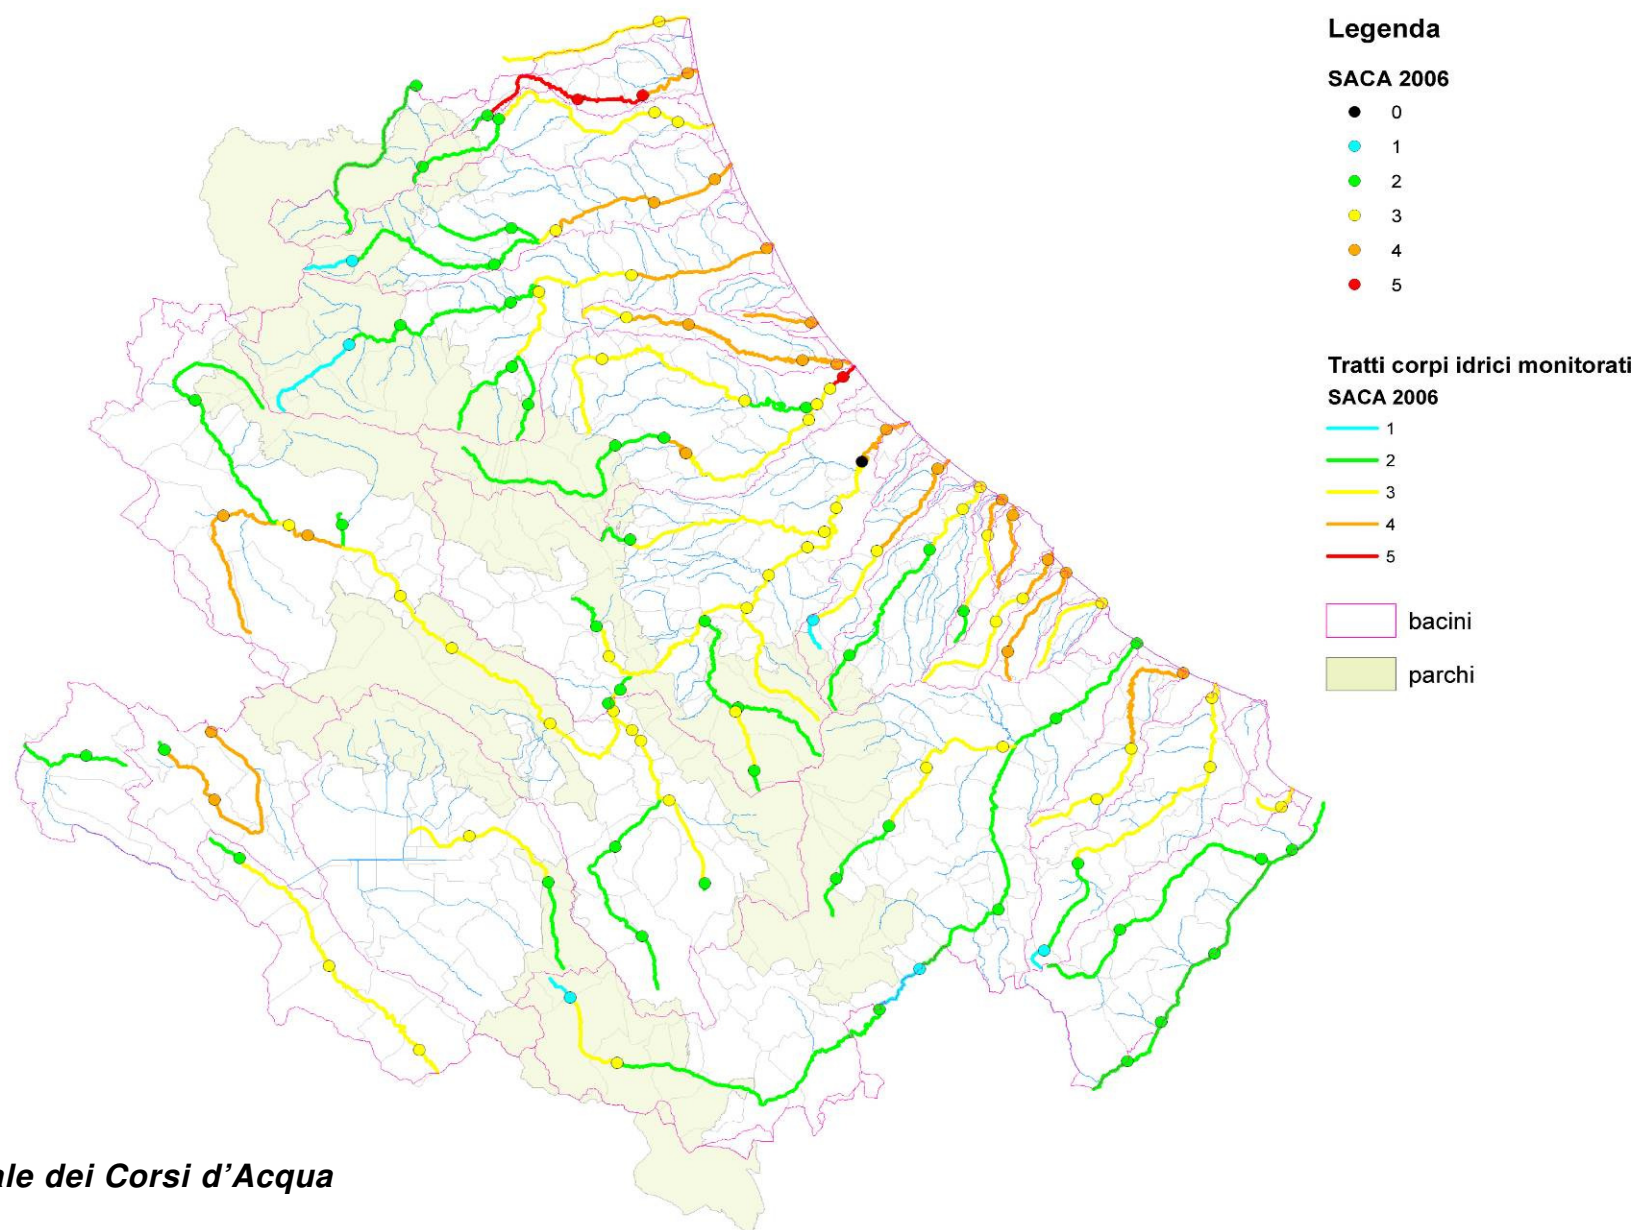 Legenda
SACA 2006
0
1
2
3
4
5
Tratti corpi idrici monitorati
SACA 2006
1
2
3
4
5
bacini
parchi
ale dei Corsi d'Acqua